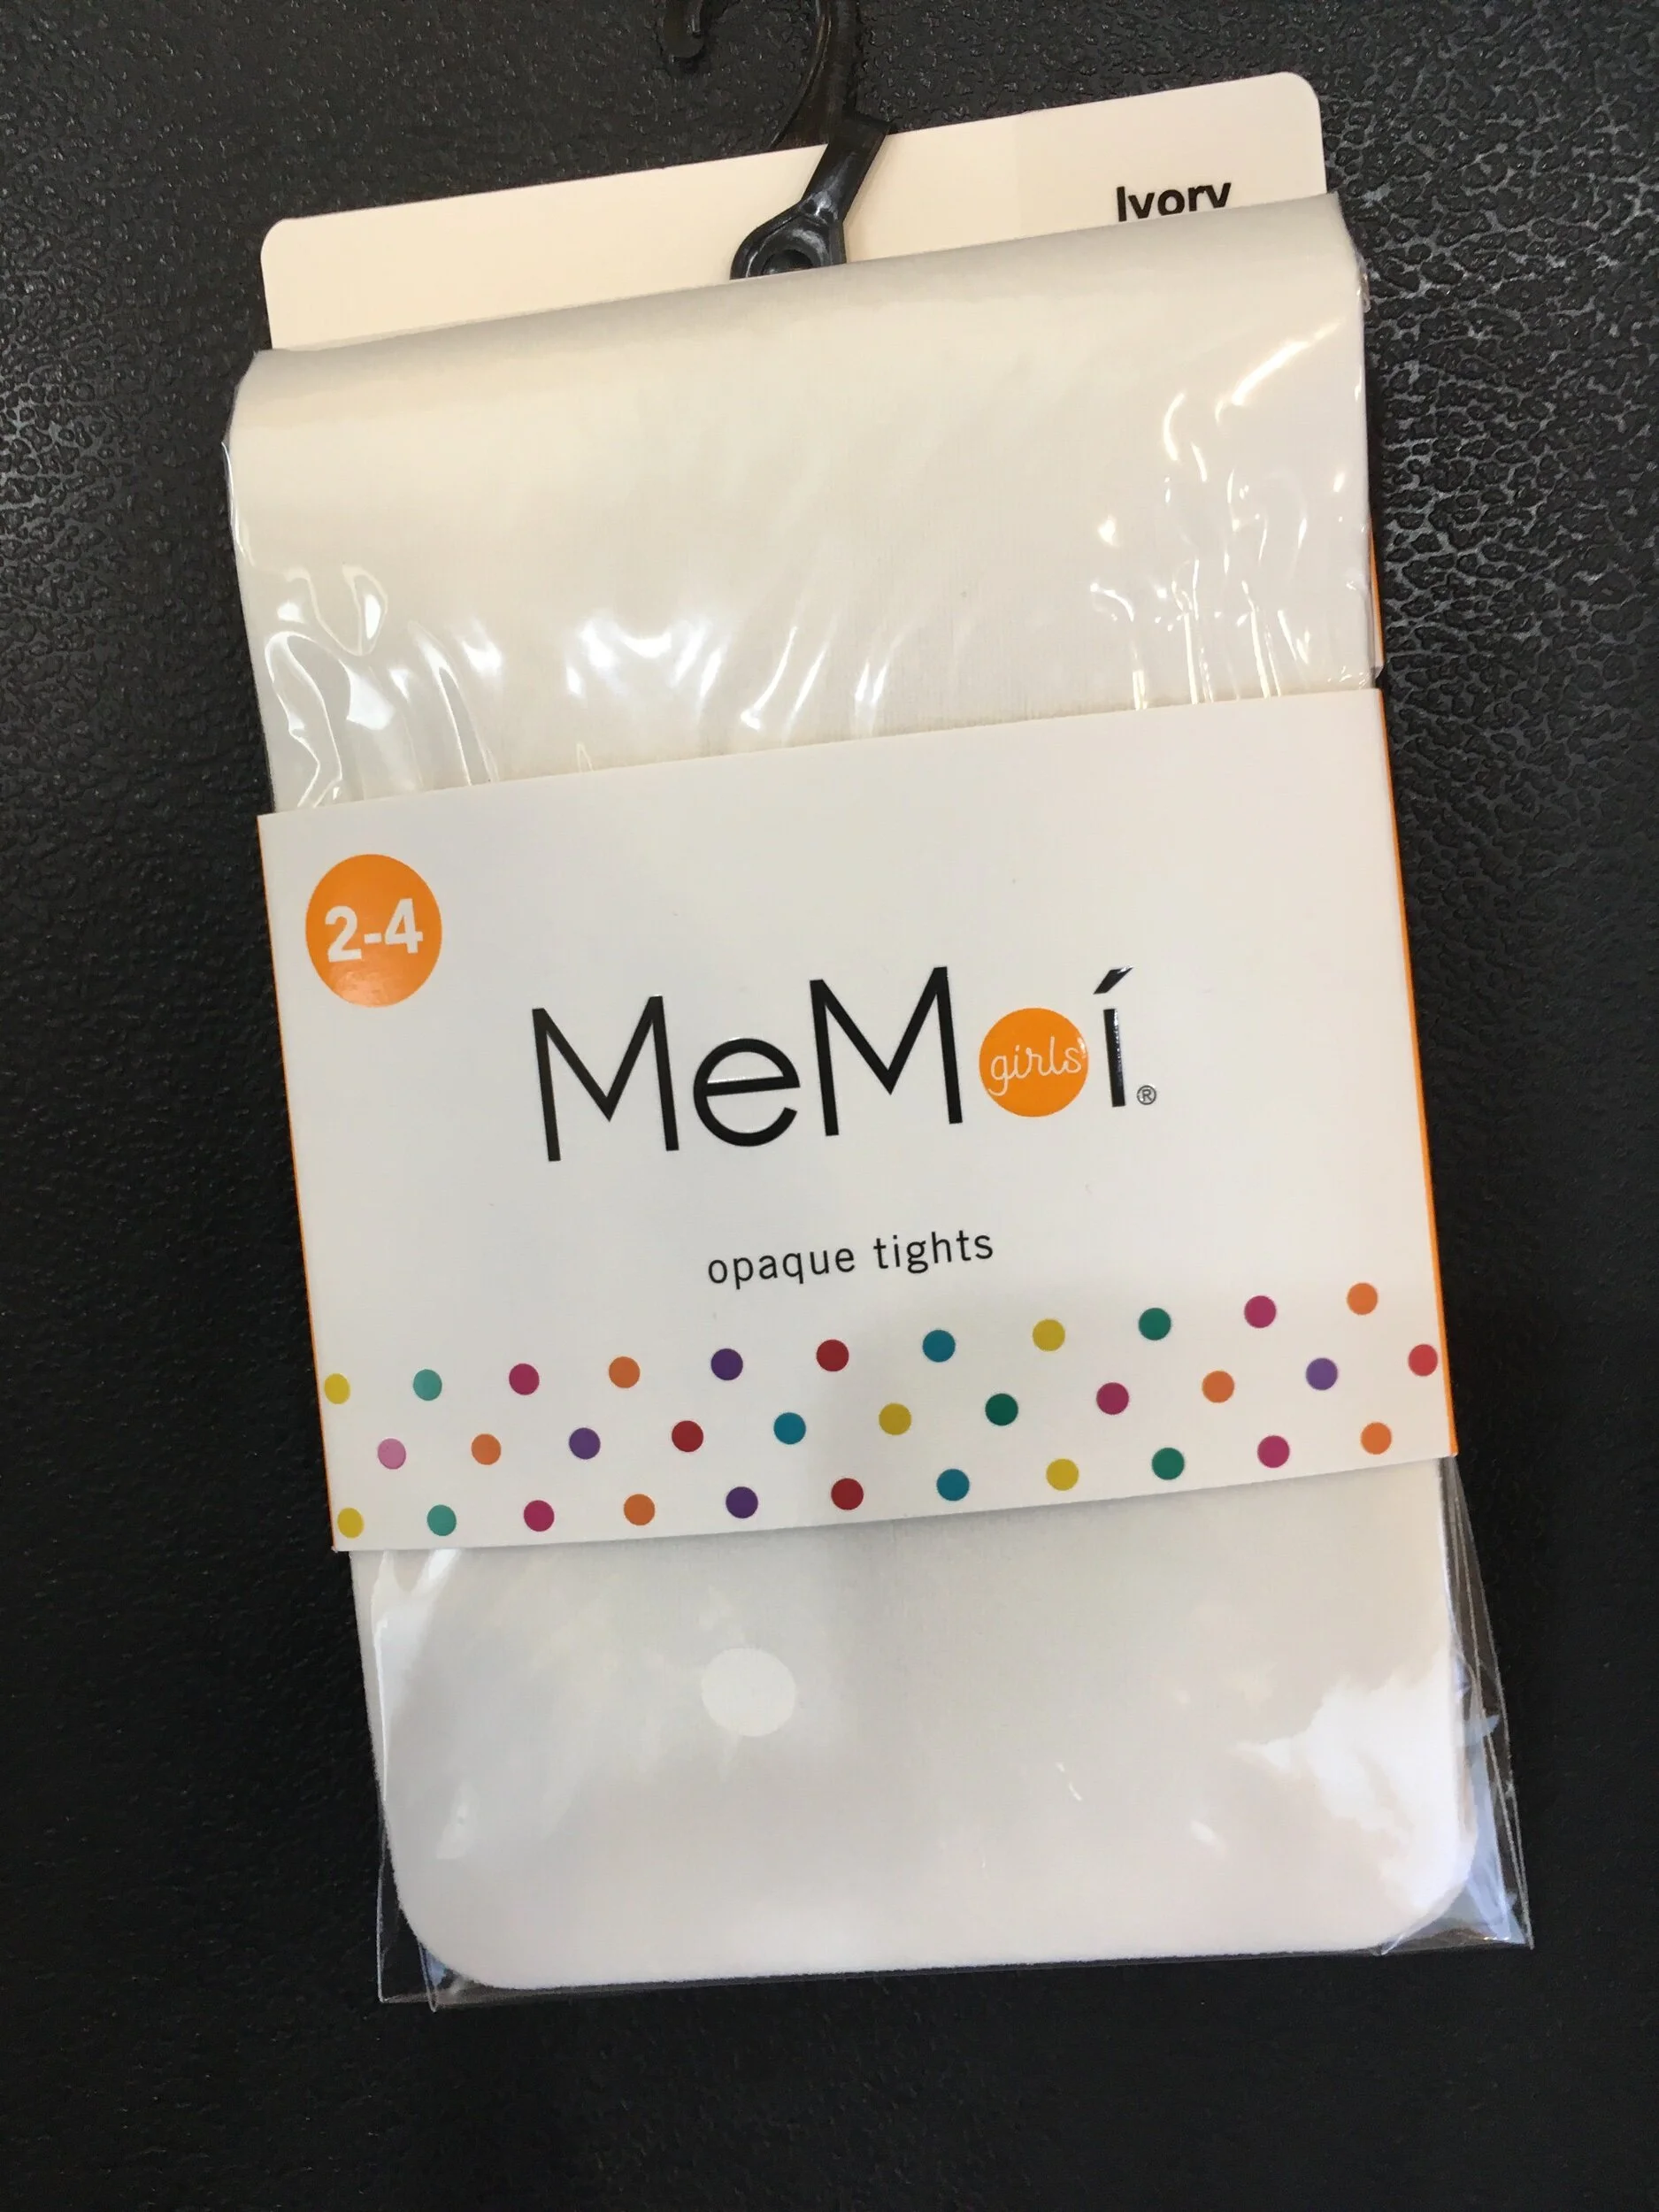 Ivory
2-4
MeMoí®
girls
opaque tights